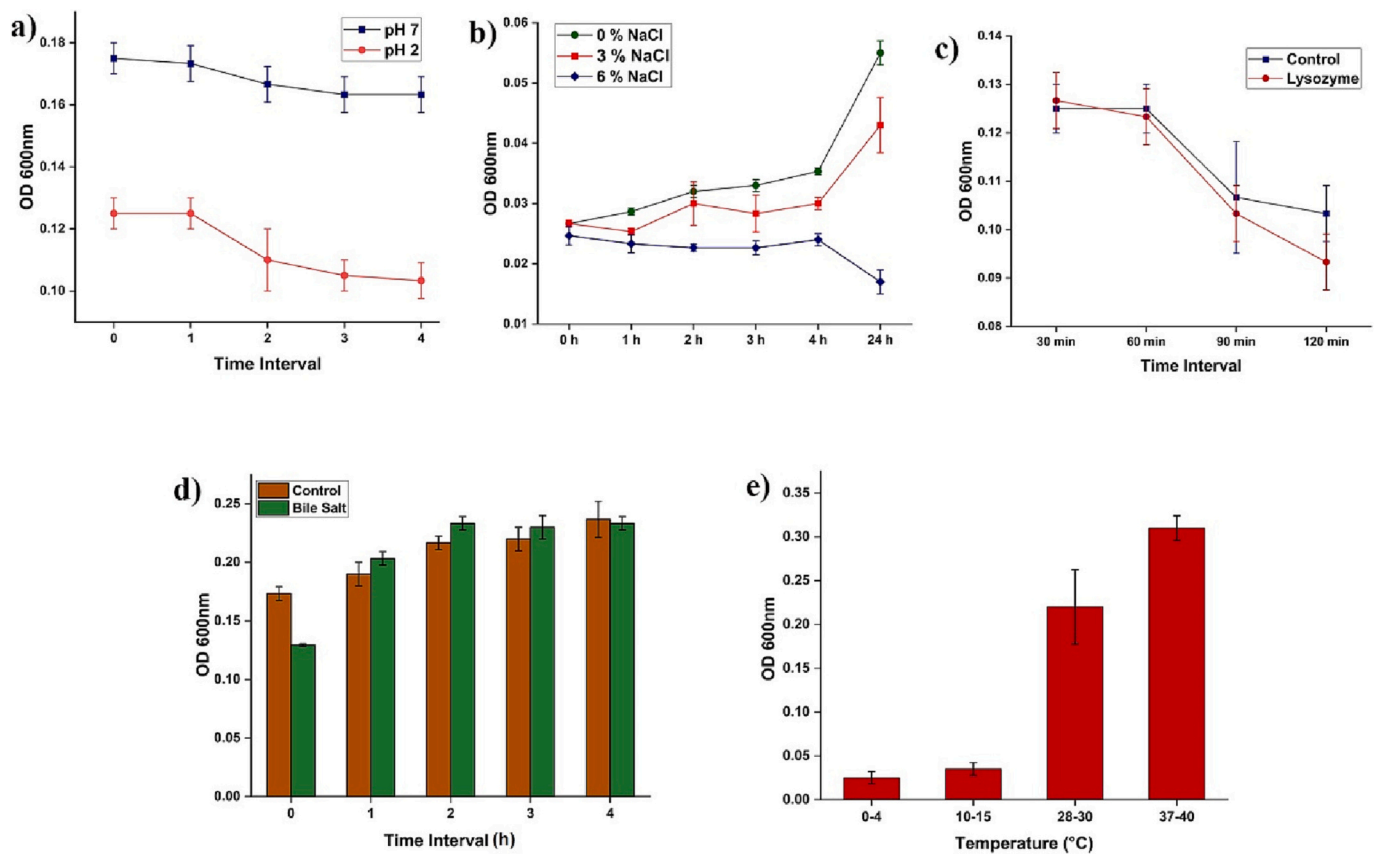 a)
pH 7
pH 2
0.18
0.16
0.14
0.12
0.10
OD 600nm
0 1 2 3 4
Time Interval
b)
0 % NaCl
3 % NaCl
6 % NaCl
0.06
0.05
0.04
0.03
0.02
0.01
OD 600nm
0 h 1 h 2 h 3 h 4 h 24 h
c)
Control
Lysozyme
0.14
0.13
0.12
0.11
0.10
0.09
0.08
OD 600nm
30 min 60 min 90 min 120 min
Time Interval
d)
Control
Bile Salt
0.25
0.20
0.15
0.10
0.05
0.00
OD 600nm
0 1 2 3 4
Time Interval (h)
e)
0.35
0.30
0.25
0.20
0.15
0.10
0.05
0.00
OD 600nm
0-4 10-15 28-30 37-40
Temperature (°C)